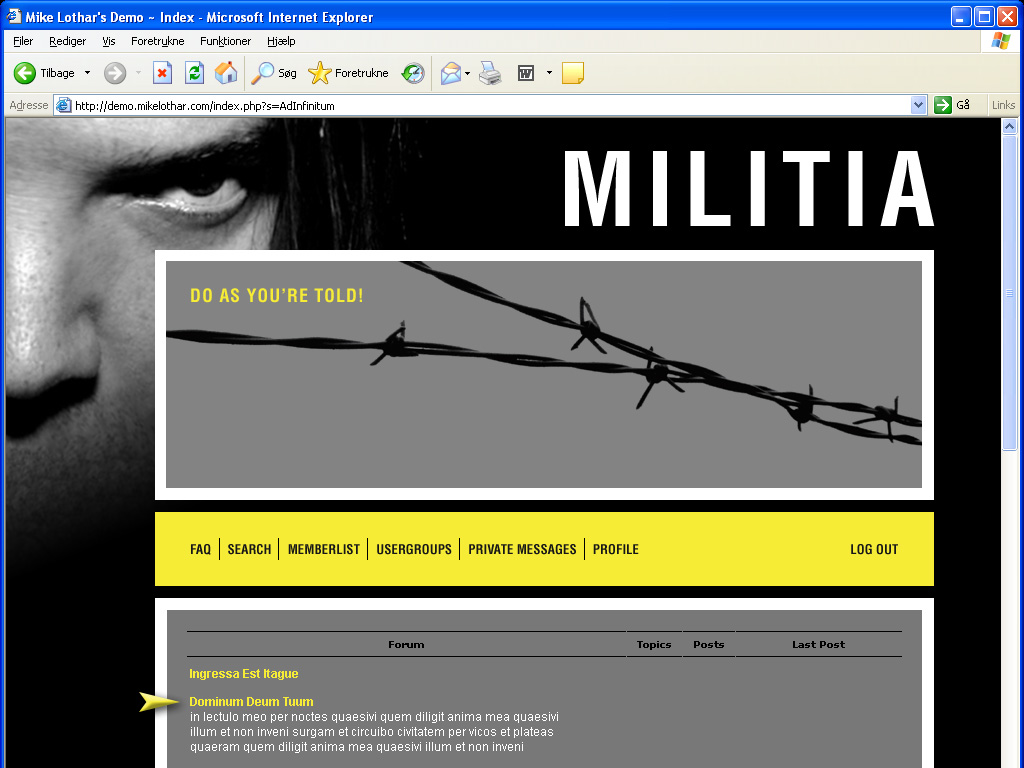 Mike Lothar's Demo ~ Index - Microsoft Internet Explorer
Filer Rediger Vis Foretrukne Funktioner Hjælp
Tilbage Søg Foretrukne
Adresse http://demo.mikelothar.com/index.php?s=AdInfinitum Gå Links
MILITIA
DO AS YOU'RE TOLD!
FAQ SEARCH MEMBERLIST USERGROUPS PRIVATE MESSAGES PROFILE LOG OUT
Forum Topics Posts Last Post
Ingressa Est Itague
Dominum Deum Tuum
in lectulo meo per noctes quaesivi quem diligit anima mea quaesivi
illum et non inveni surgam et circuibo civitatem per vicos et plateas
quaeram quem diligit anima mea quaesivi illum et non inveni